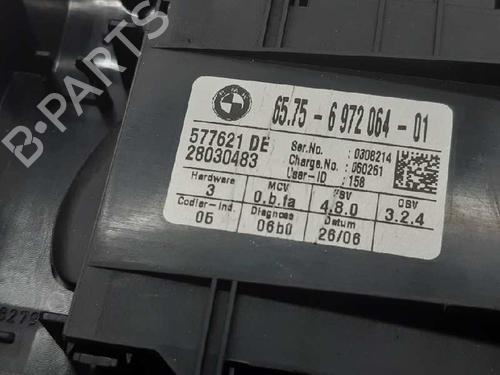 B-PARTS
BMW
65.75 - 6 972 064 - 01
577621 DE
28030483
Ser.No. : 0308214
Charge.No. : 060261
User-ID : 158
Hardware
3
MCV
0.b.fa
FSV
4.8.0
OSV
3.2.4
Codier-Ind.
05
Diagnose
06b0
Datum
26/06